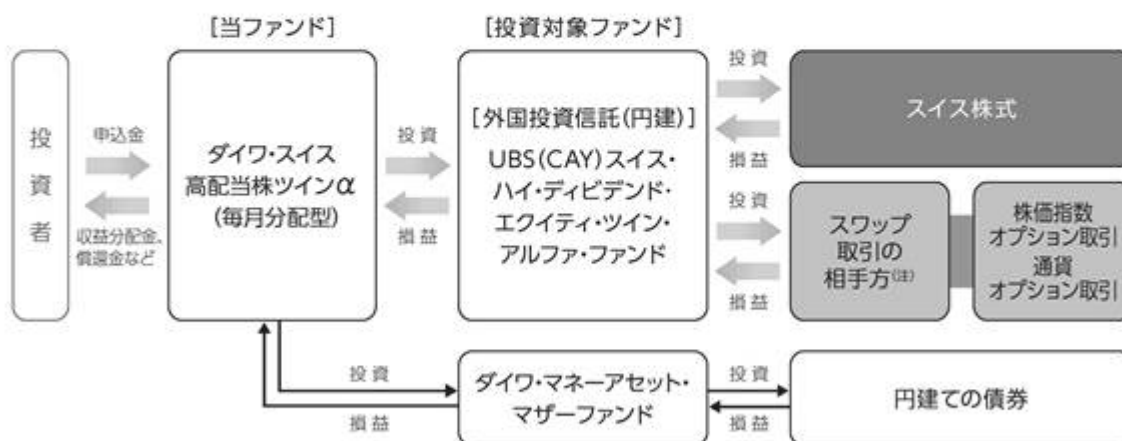 [当ファンド]
[投資対象ファンド]
投資者
申込金
収益分配金、
償還金など
ダイワ・スイス
高配当株ツインα
(毎月分配型)
投資
損益
[外国投資信託(円建)]
UBS(CAY)スイス・
ハイ・ディビデンド・
エクイティ・ツイン・
アルファ・ファンド
投資
損益
スイス株式
投資
損益
スワップ
取引の
相手方(注)
株価指数
オプション取引
通貨
オプション取引
投資
損益
ダイワ・マネーアセット・
マザーファンド
投資
損益
円建ての債券